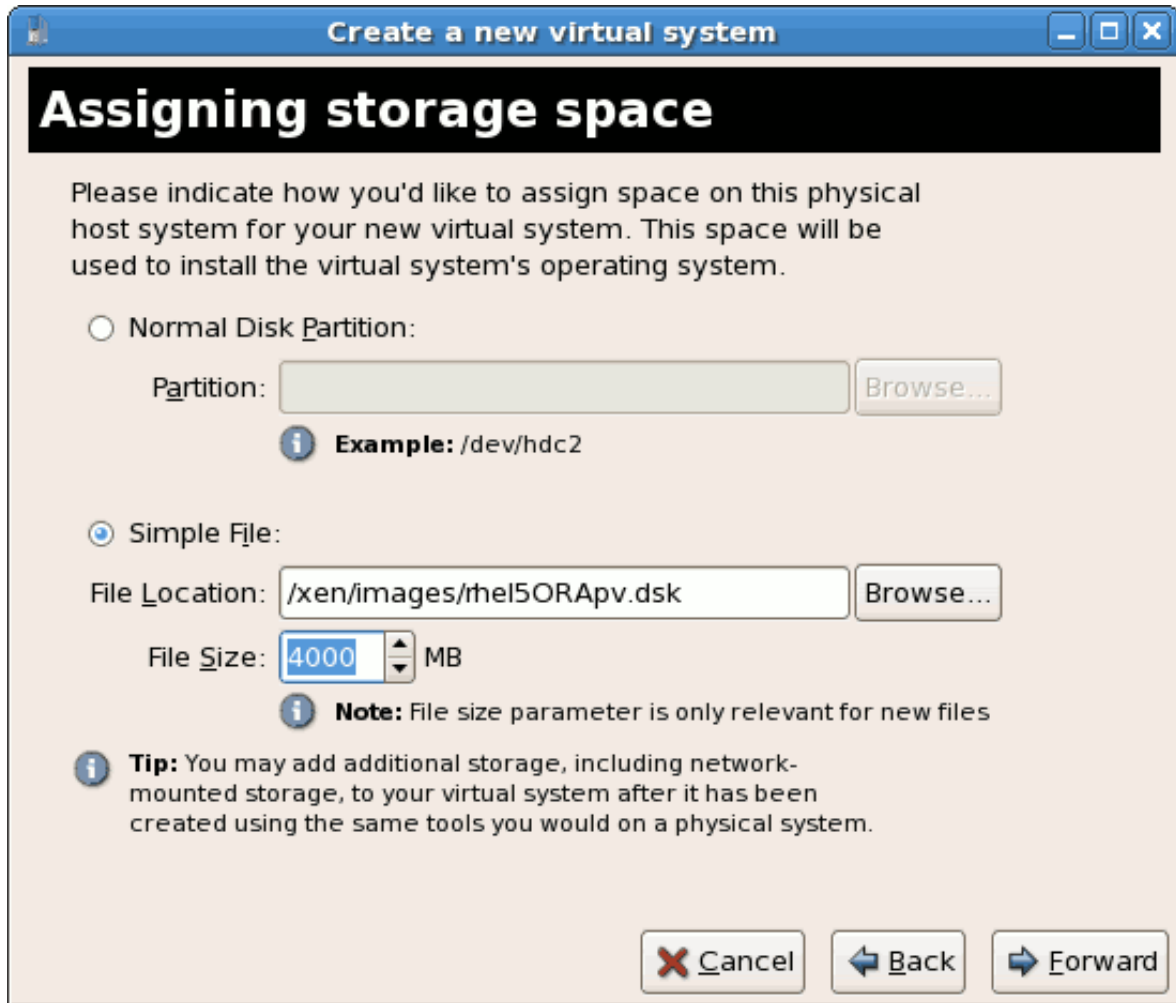 Create a new virtual system
Assigning storage space
Please indicate how you'd like to assign space on this physical
host system for your new virtual system. This space will be
used to install the virtual system's operating system.
Normal Disk Partition:
Partition: Browse...
Example: /dev/hdc2
Simple File:
File Location: /xen/images/rhel5ORApv.dsk Browse...
File Size: 4000 MB
Note: File size parameter is only relevant for new files
Tip: You may add additional storage, including network-
mounted storage, to your virtual system after it has been
created using the same tools you would on a physical system.
Cancel Back Forward